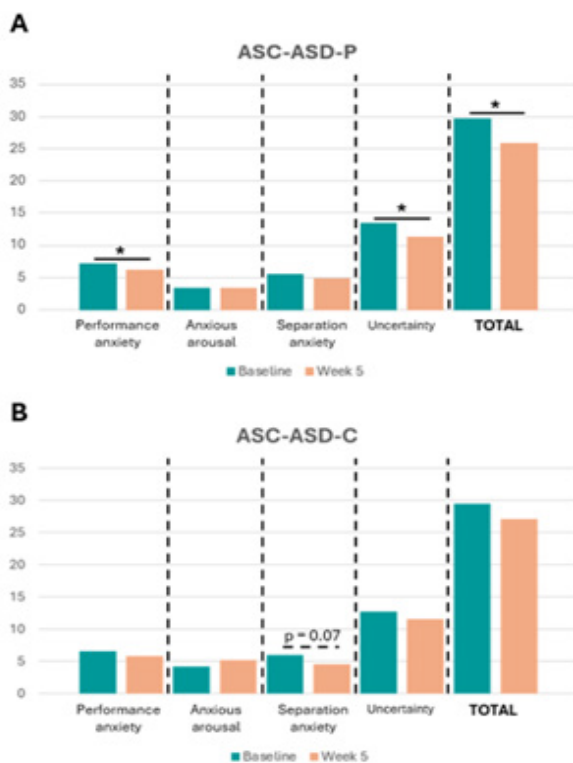 A
ASC-ASD-P
35
30
25
20
15
10
5
0
*
*
*
Performance anxiety
Anxious arousal
Separation anxiety
Uncertainty
TOTAL
Baseline Week 5
B
ASC-ASD-C
35
30
25
20
15
10
5
0
p = 0.07
Performance anxiety
Anxious arousal
Separation anxiety
Uncertainty
TOTAL
Baseline Week 5